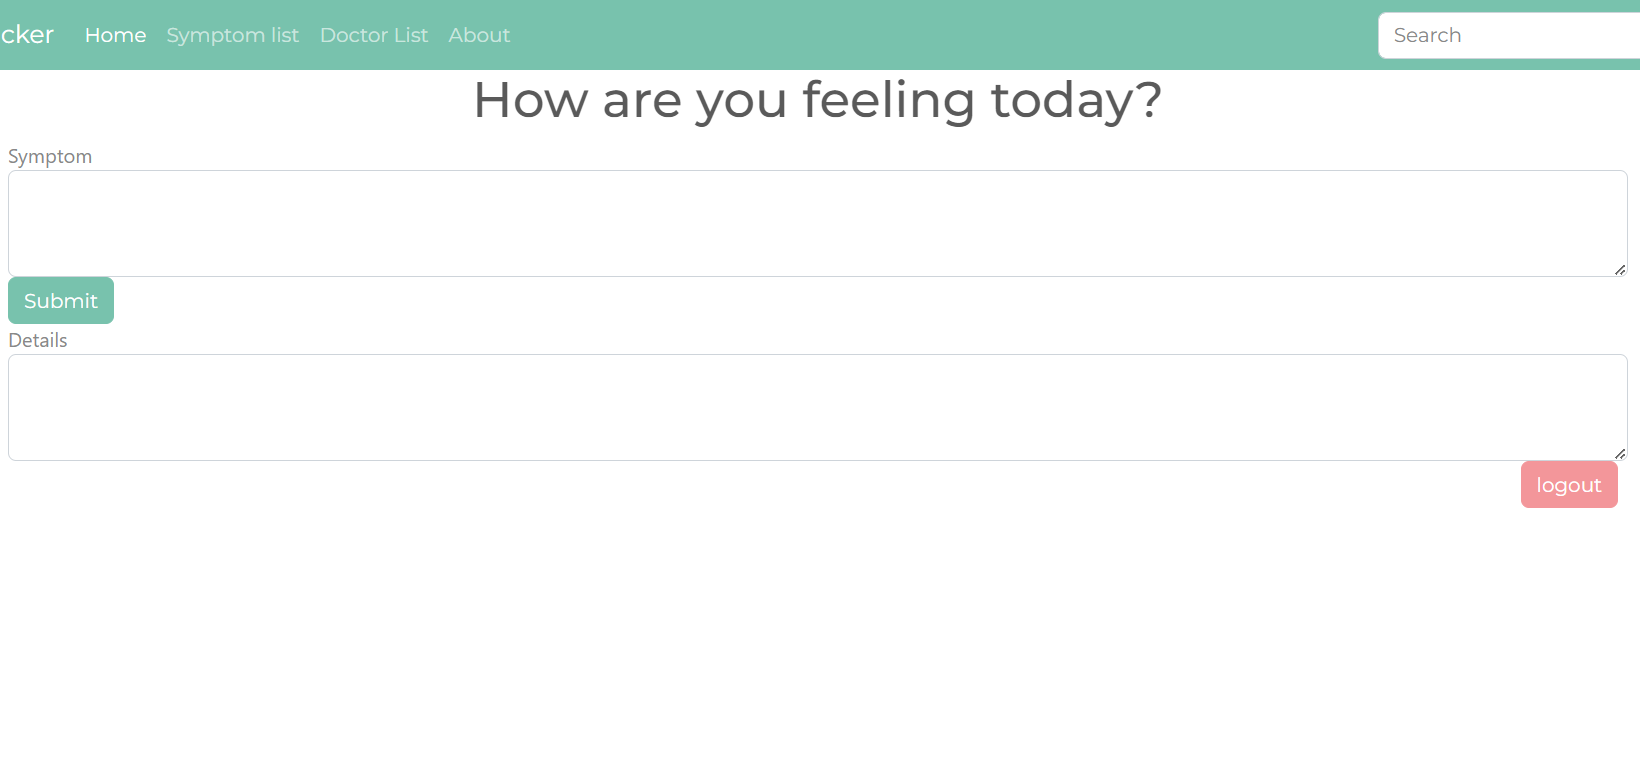 cker Home Symptom list Doctor List About Search
How are you feeling today?
Symptom
Submit
Details
logout